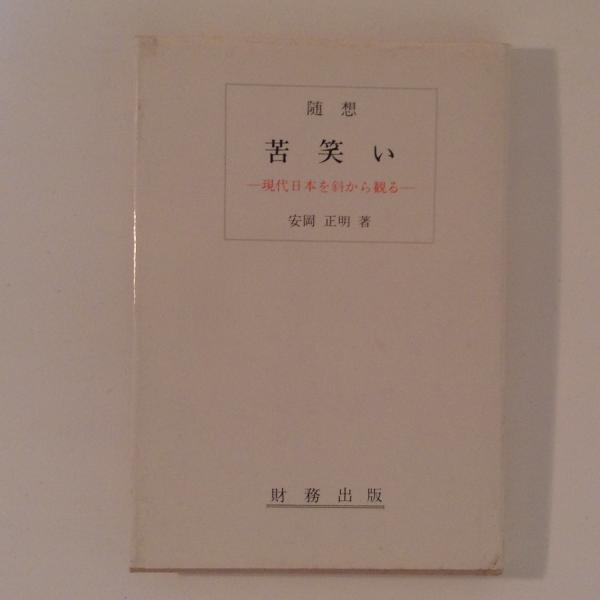 随想
苦笑い
—現代日本を斜から観る—
安岡 正明 著
財務出版